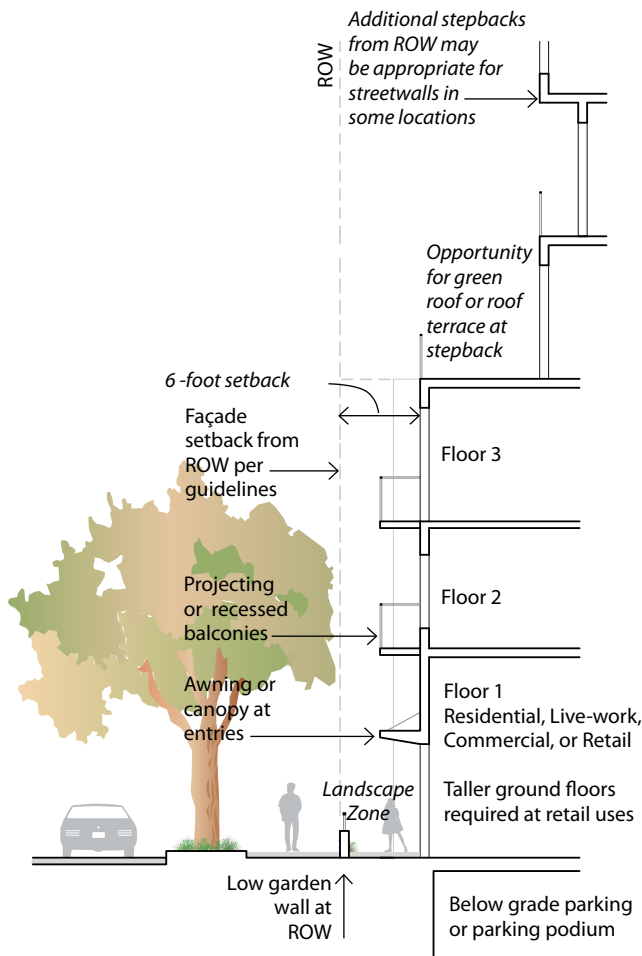 ROW
Additional stepbacks
from ROW may
be appropriate for
streetwalls in
some locations
Opportunity
for green
roof or roof
terrace at
stepback
6 -foot setback
Façade
setback from
ROW per
guidelines
Floor 3
Projecting
or recessed
balconies
Floor 2
Awning or
canopy at
entries
Floor 1
Residential, Live-work,
Commercial, or Retail
Taller ground floors
required at retail uses
Landscape
Zone
Low garden
wall at
ROW
Below grade parking
or parking podium